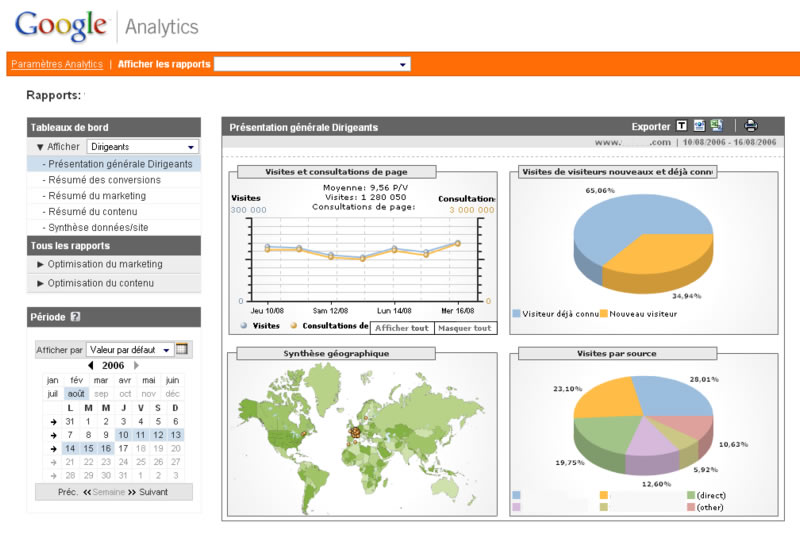 Google Analytics
Paramètres Analytics | Afficher les rapports
Rapports:
Tableaux de bord
▼ Afficher Dirigeants
- Présentation générale Dirigeants
- Résumé des conversions
- Résumé du marketing
- Résumé du contenu
- Synthèse données/site
Tous les rapports
► Optimisation du marketing
► Optimisation du contenu
Période ?
Afficher par Valeur par défaut
2006
jan fév mar avr mai juin
juil août sep oct nov déc
L M M J V S D
31 1 2 3 4 5 6
7 8 9 10 11 12 13
14 15 16 17 18 19 20
21 22 23 24 25 26 27
28 29 30 31 1 2 3
Préc. << Semaine >> Suivant
Présentation générale Dirigeants
Exporter T
www. .com | 10/08/2006 - 16/08/2006
Visites et consultations de page
Moyenne: 9,56 P/V
Visites: 1 280 050
Consultations de page:
Visites
300 000
Consultation
3 000 000
0
0
Jeu 10/08 Sam 12/08 Lun 14/08 Mer 16/08
Visites Consultations de
Afficher tout Masquer tout
Visites de visiteurs nouveaux et déjà connu
65,06%
34,94%
Visiteur déjà connu Nouveau visiteur
Synthèse géographique
Visites par source
28,01%
23,10%
10,63%
5,92%
19,75%
12,60%
(direct)
(other)